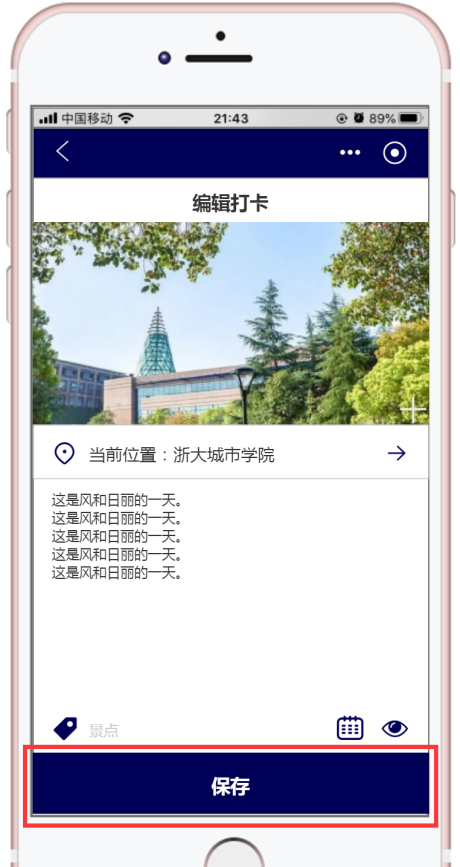 中国移动 21:43 89%
编辑打卡
当前位置：浙大城市学院
这是风和日丽的一天。
这是风和日丽的一天。
这是风和日丽的一天。
这是风和日丽的一天。
这是风和日丽的一天。
景点
保存